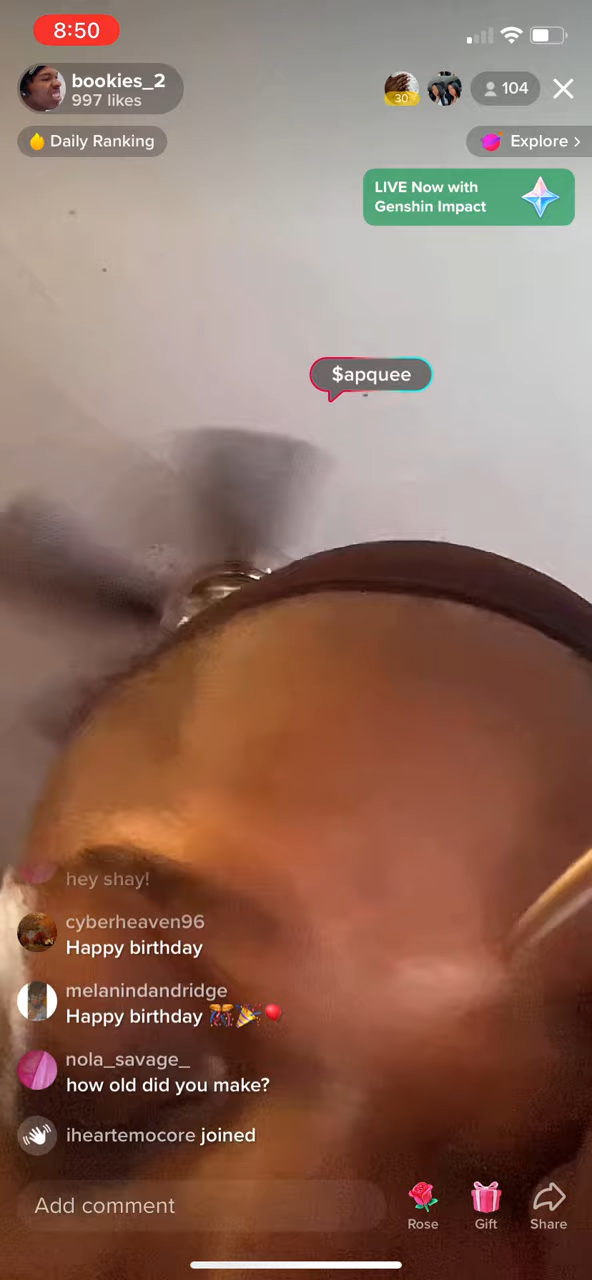 8:50
bookies_2
997 likes
30
104
Daily Ranking
Explore >
LIVE Now with
Genshin Impact
$apquee
hey shay!
cyberheaven96
Happy birthday
melanindandridge
Happy birthday 🎊🎉🎈
nola_savage_
how old did you make?
iheartemocore joined
Add comment
Rose
Gift
Share